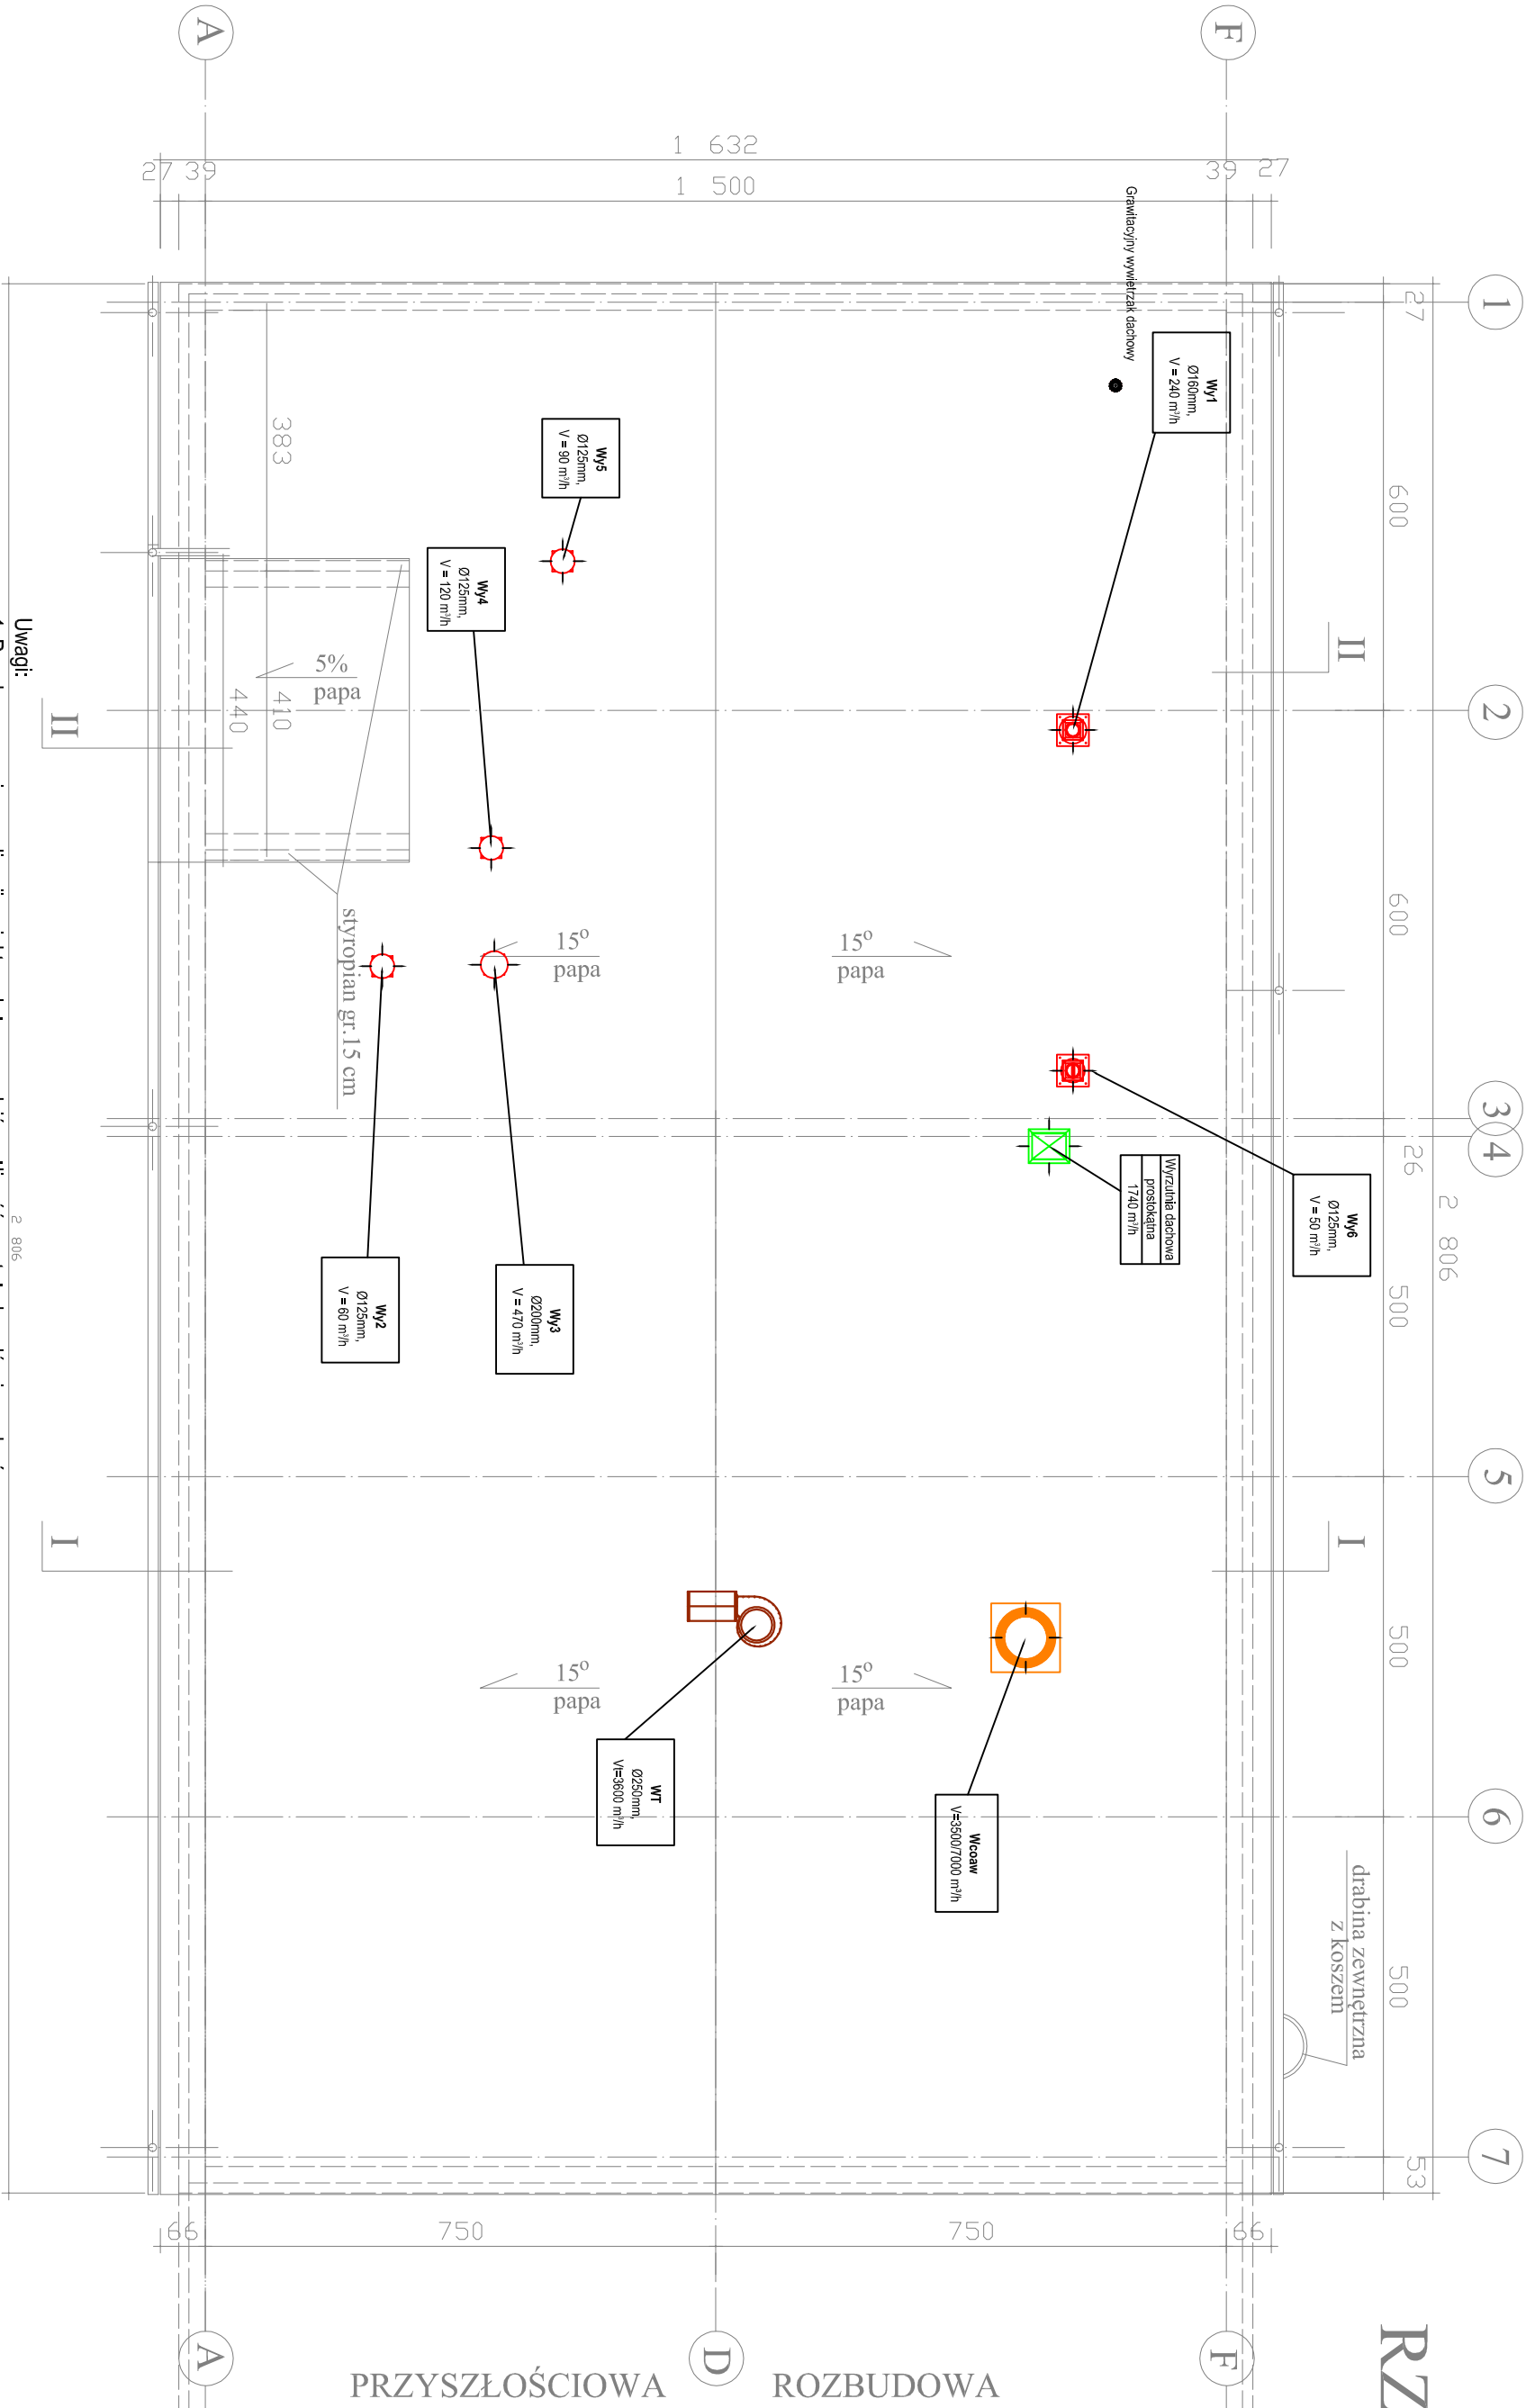 RZ
1
2
3
4
5
6
7
2 806
27
600
600
26
500
500
500
53
drabina zewnętrzna
z koszem
II
I
F
F
39 27
66
Wy1
Ø160mm,
V = 240 m³/h
Wy6
Ø125mm,
V = 50 m³/h
Grawitacyjny wywietrzak dachowy
Wyrzutnia dachowa
prostokątna
1740 m³/h
Wcoaw
V=3500/7000 m³/h
15°
papa
15°
papa
750
ROZBUDOWA
1 632
1 500
D
PRZYSZŁOŚCIOWA
WT
Ø250mm,
Vt=3600 m³/h
Wy5
Ø125mm,
V = 90 m³/h
Wy4
Ø125mm,
V = 120 m³/h
Wy3
Ø200mm,
V = 470 m³/h
Wy2
Ø125mm,
V = 60 m³/h
15°
papa
15°
papa
750
styropian gr.15 cm
5%
papa
383
410
440
27 39
66
A
A
II
I
Uwagi:
2 806